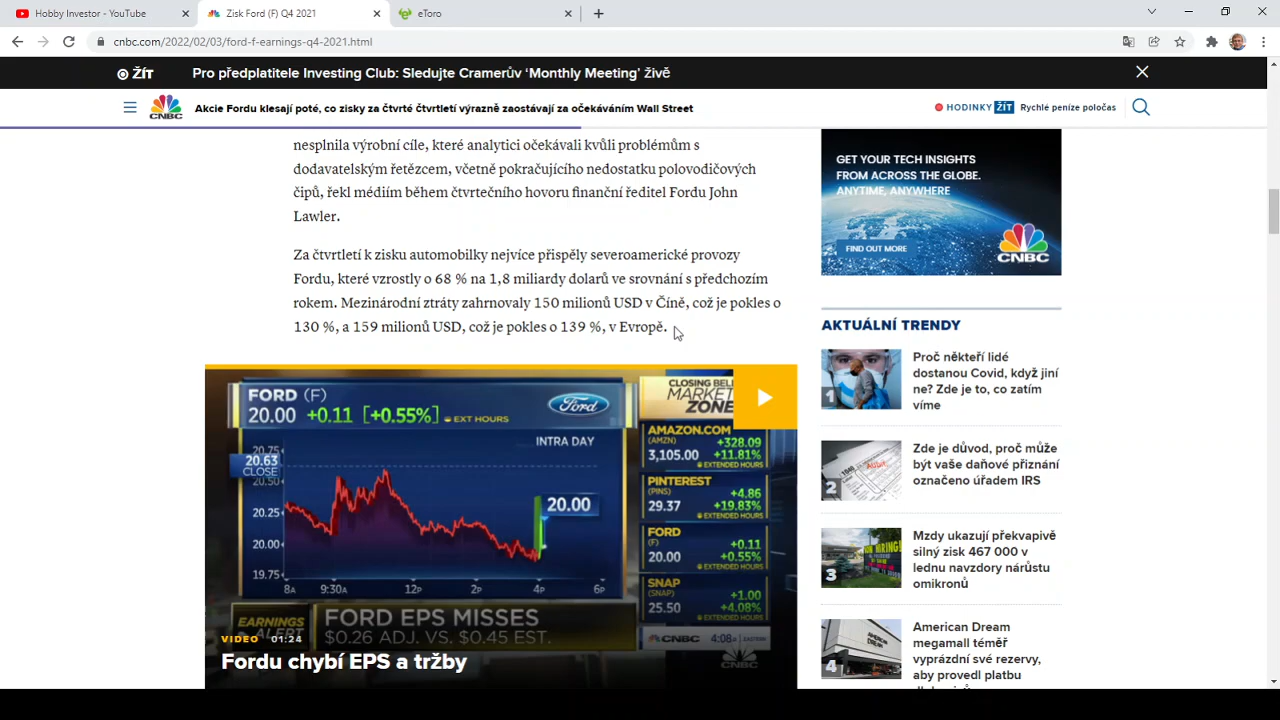 Hobby Investor - YouTube
Zisk Ford (F) Q4 2021
eToro
cnbc.com/2022/02/03/ford-f-earnings-q4-2021.html
ŽÍT
Pro předplatitele Investing Club: Sledujte Cramerův ‘Monthly Meeting’ živě
CNBC
Akcie Fordu klesají poté, co zisky za čtvrté čtvrtletí výrazně zaostávají za očekáváním Wall Street
HODINKY ŽÍT Rychlé peníze poločas
nesplnila výrobní cíle, které analytici očekávali kvůli problémům s
dodavatelským řetězcem, včetně pokračujícího nedostatku polovodičových
čipů, řekl médiím během čtvrtečního hovoru finanční ředitel Fordu John
Lawler.
Za čtvrtletí k zisku automobilky nejvíce přispěly severoamerické provozy
Fordu, které vzrostly o 68 % na 1,8 miliardy dolarů ve srovnání s předchozím
rokem. Mezinárodní ztráty zahrnovaly 150 milionů USD v Číně, což je pokles o
130 %, a 159 milionů USD, což je pokles o 139 %, v Evropě.
FORD (F)
20.00 +0.11 [+0.55%] EXT HOURS
Ford
INTRA DAY
20.75
20.63
CLOSE
20.50
20.25
20.00
19.75
20.00
8A 9:30A 12P 2P 4P 6P
CLOSING BELL
MARKET
ZONE
AMAZON.COM
(AMZN) +328.09
3,105.00 +11.81%
EXTENDED HOURS
PINTEREST
(PINS) +4.86
29.37 +19.83%
EXTENDED HOURS
FORD
(F) +0.11
20.00 +0.55%
EXTENDED HOURS
SNAP
(SNAP) +1.00
25.50 +4.08%
EXTENDED HOURS
EARNINGS
ALERT
FORD EPS MISSES
$0.26 ADJ. VS. $0.45 EST.
CNBC 4:08p EASTERN
CNBC
VIDEO 01:24
Fordu chybí EPS a tržby
GET YOUR TECH INSIGHTS
FROM ACROSS THE GLOBE.
ANYTIME, ANYWHERE
FIND OUT MORE
CNBC
AKTUÁLNÍ TRENDY
1
Proč někteří lidé
dostanou Covid, když jiní
ne? Zde je to, co zatím
víme
2
Zde je důvod, proč může
být vaše daňové přiznání
označeno úřadem IRS
3
Mzdy ukazují překvapivě
silný zisk 467 000 v
lednu navzdory nárůstu
omikronů
4
American Dream
megamall téměř
vyprázdní své rezervy,
aby provedl platbu